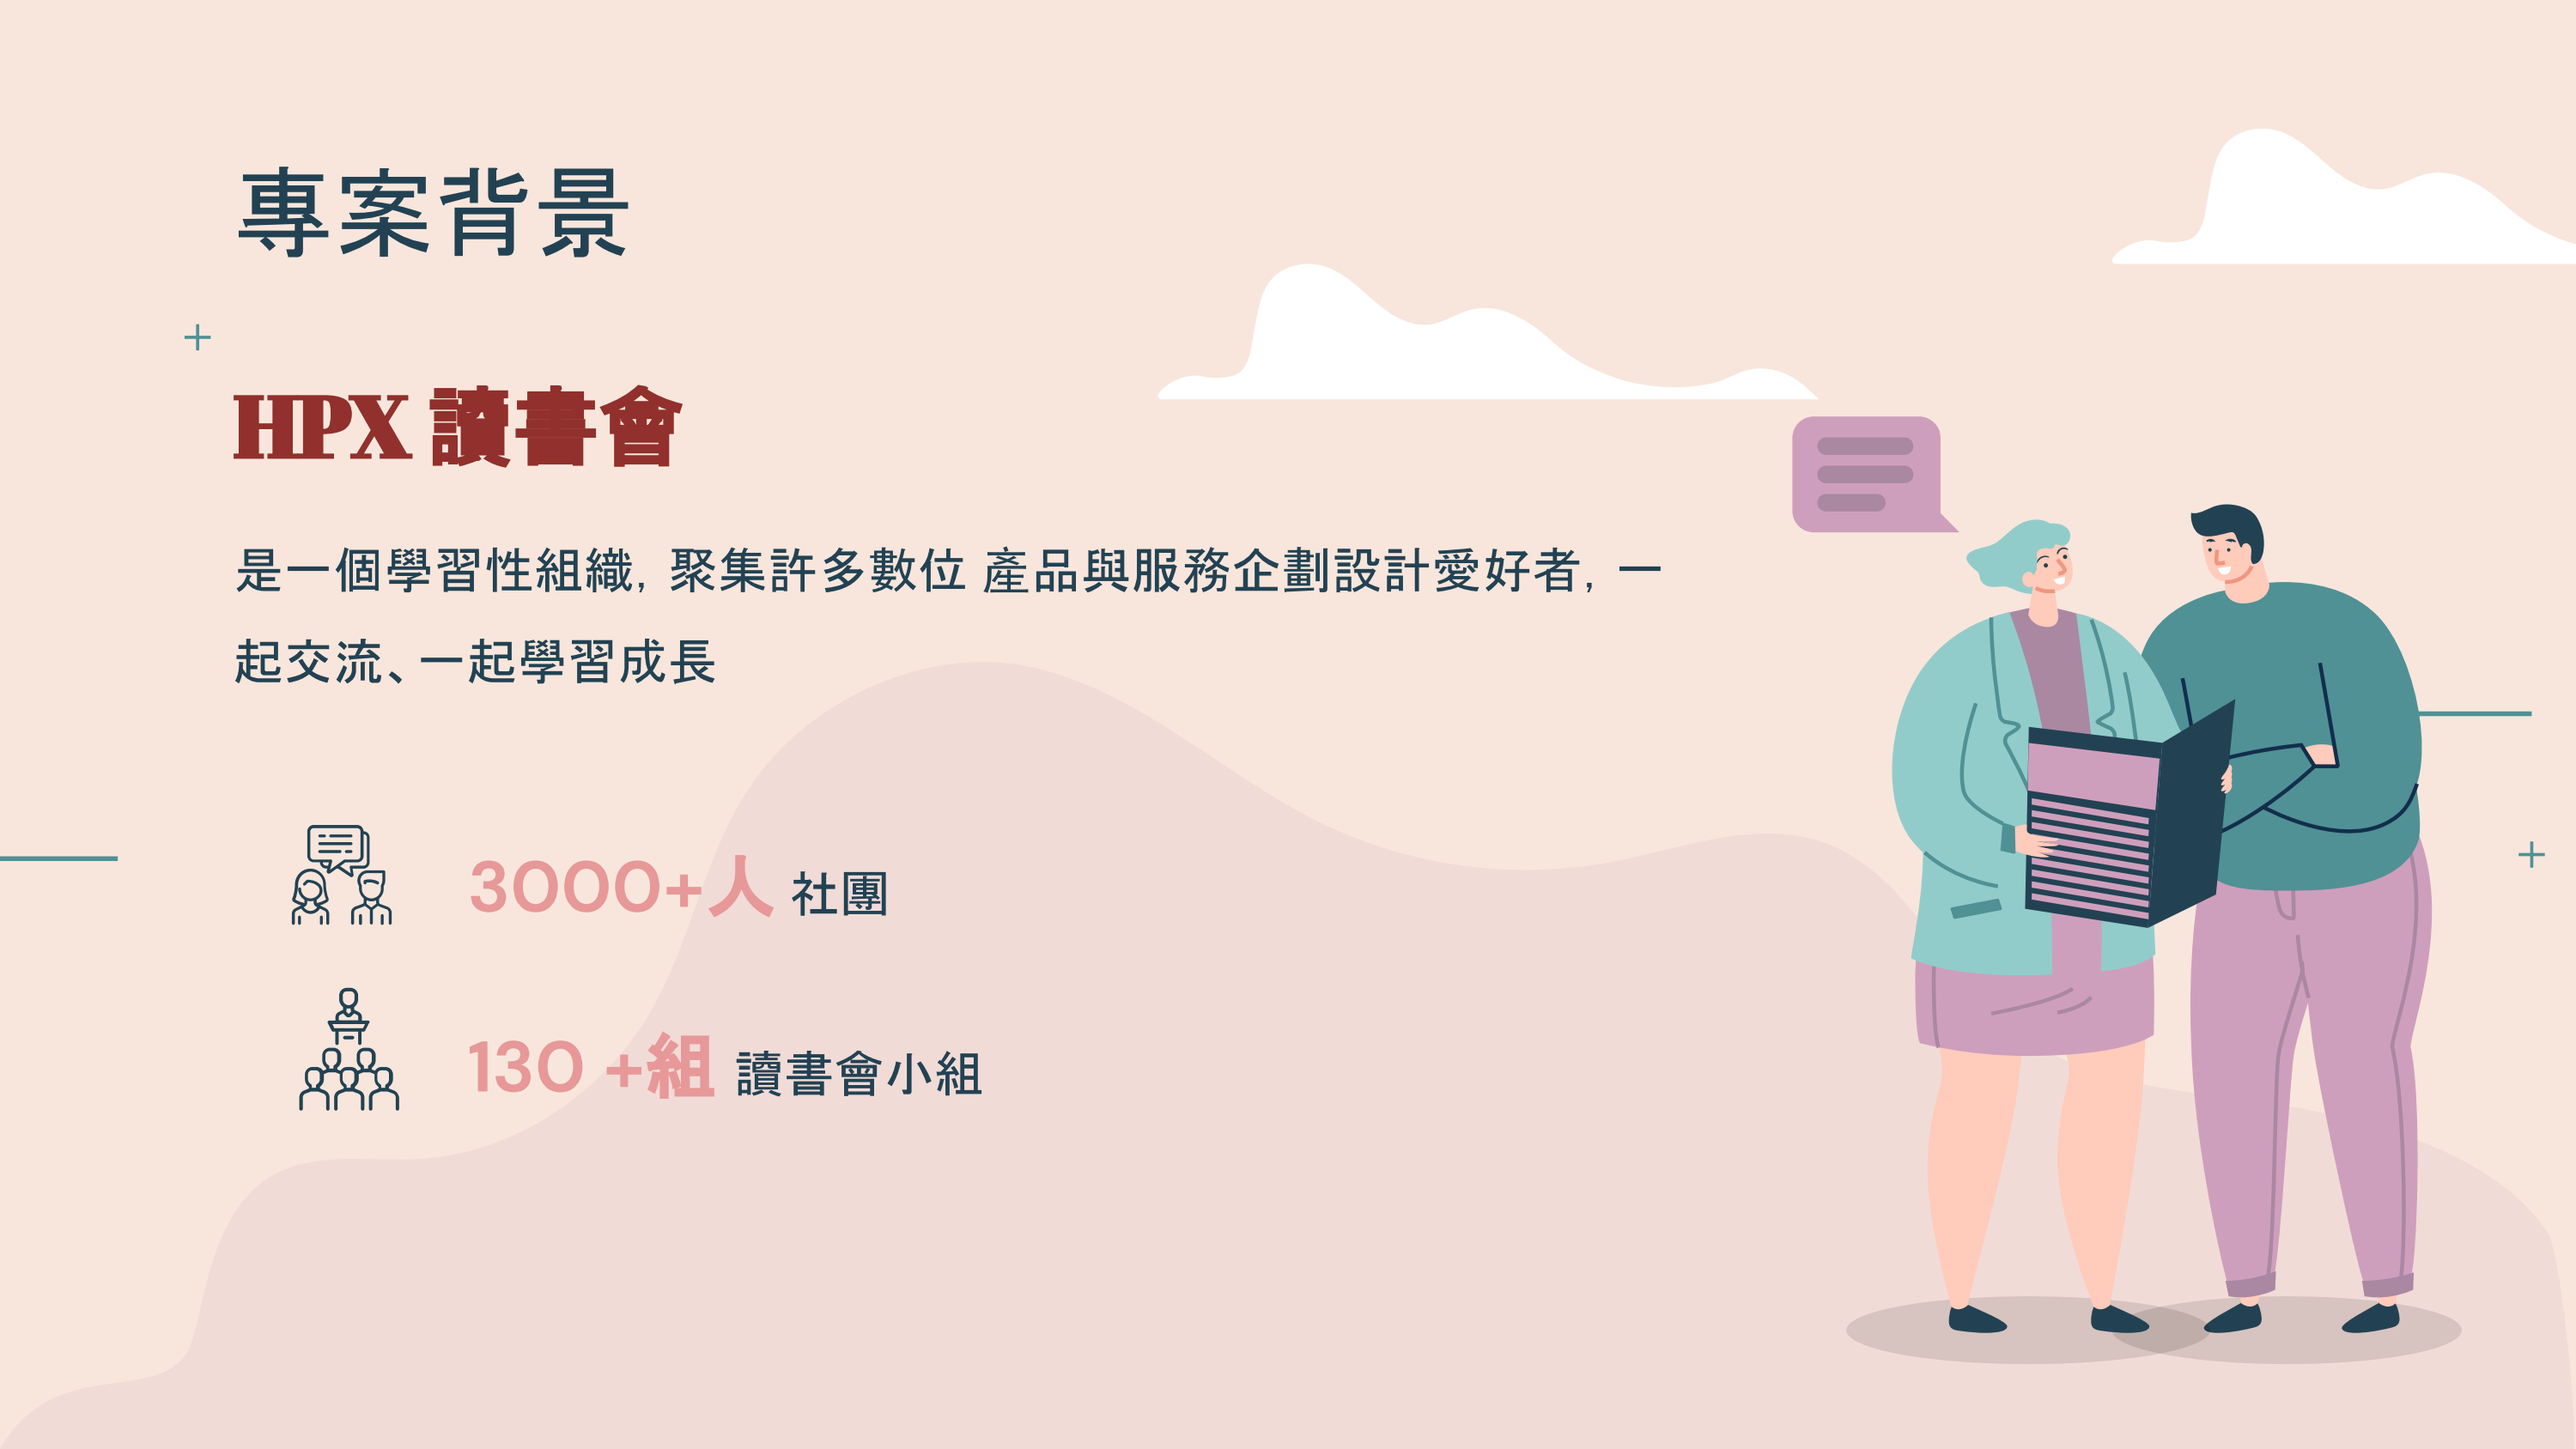 專案背景
HPX 讀書會
是一個學習性組織, 聚集許多數位 產品與服務企劃設計愛好者, 一
起交流、一起學習成長
3000+人 社團
130 +組 讀書會小組